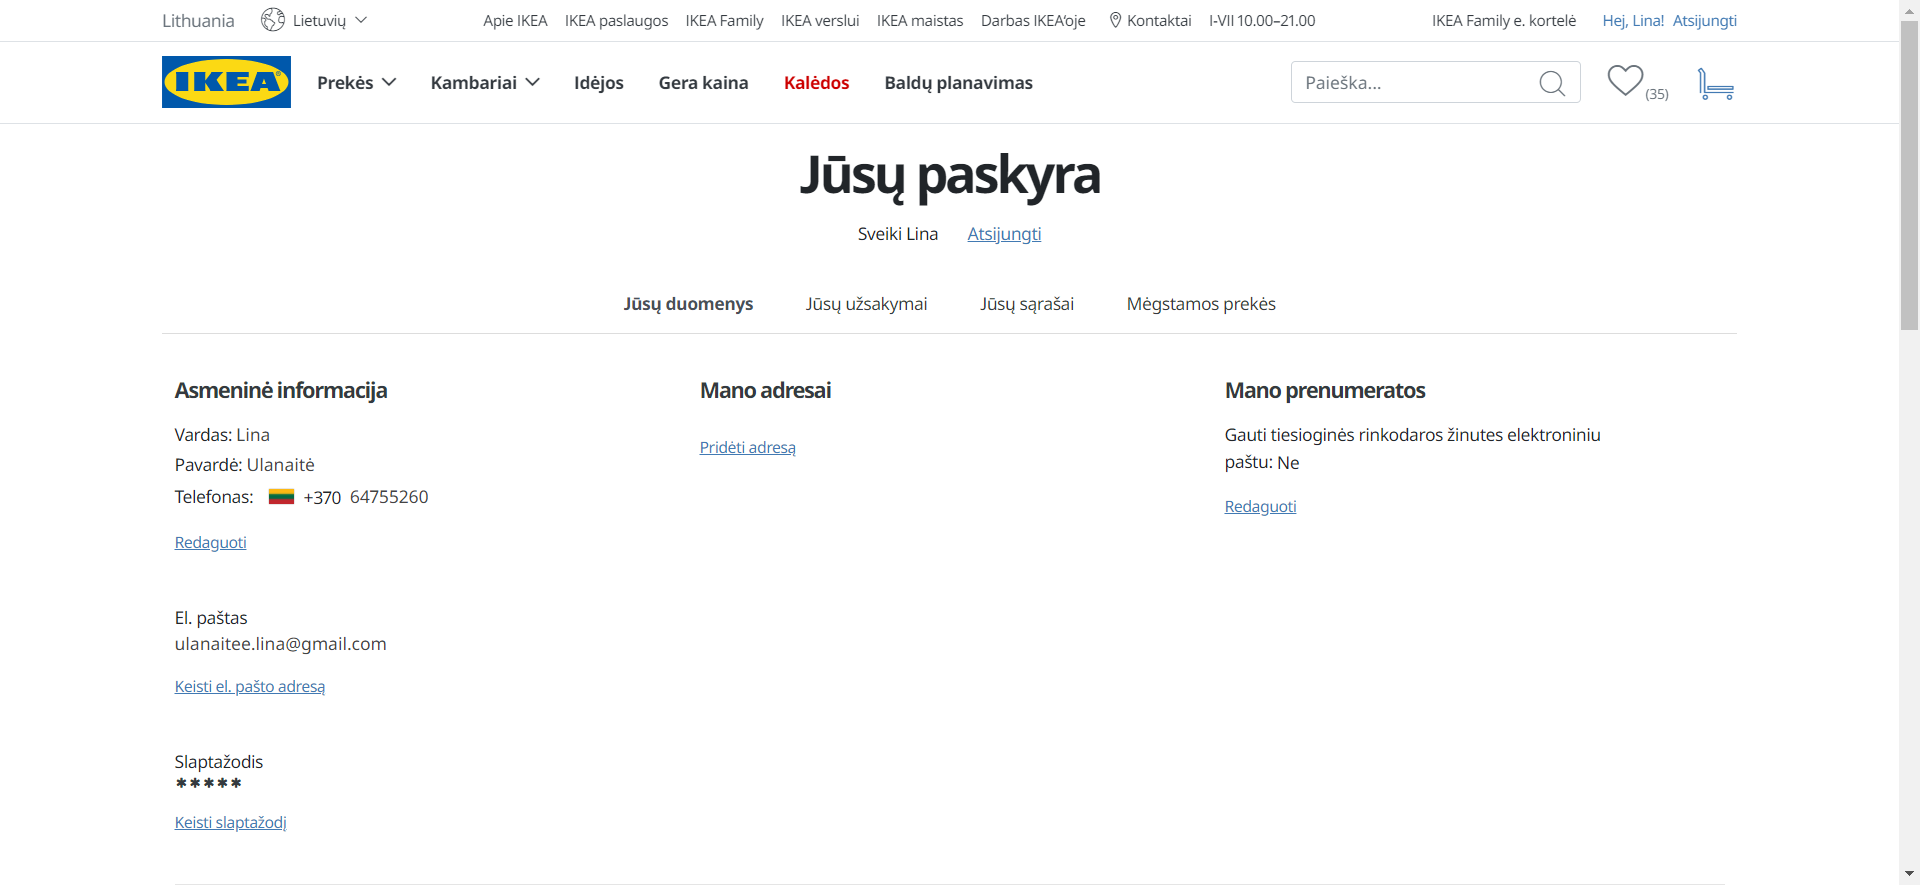 Lithuania Lietuvių Apie IKEA IKEA paslaugos IKEA Family IKEA verslui IKEA maistas Darbas IKEA‘oje Kontaktai I-VII 10.00–21.00 IKEA Family e. kortelė Hej, Lina! Atsijungti
IKEA Prekės Kambariai Idėjos Gera kaina Kalėdos Baldų planavimas Paieška... (35)
Jūsų paskyra
Sveiki Lina Atsijungti
Jūsų duomenys Jūsų užsakymai Jūsų sąrašai Mėgstamos prekės
Asmeninė informacija
Vardas: Lina
Pavardė: Ulanaitė
Telefonas: +370 64755260
Redaguoti
El. paštas
ulanaitee.lina@gmail.com
Keisti el. pašto adresą
Slaptažodis
*****
Keisti slaptažodį
Mano adresai
Pridėti adresą
Mano prenumeratos
Gauti tiesioginės rinkodaros žinutes elektroniniu
paštu: Ne
Redaguoti